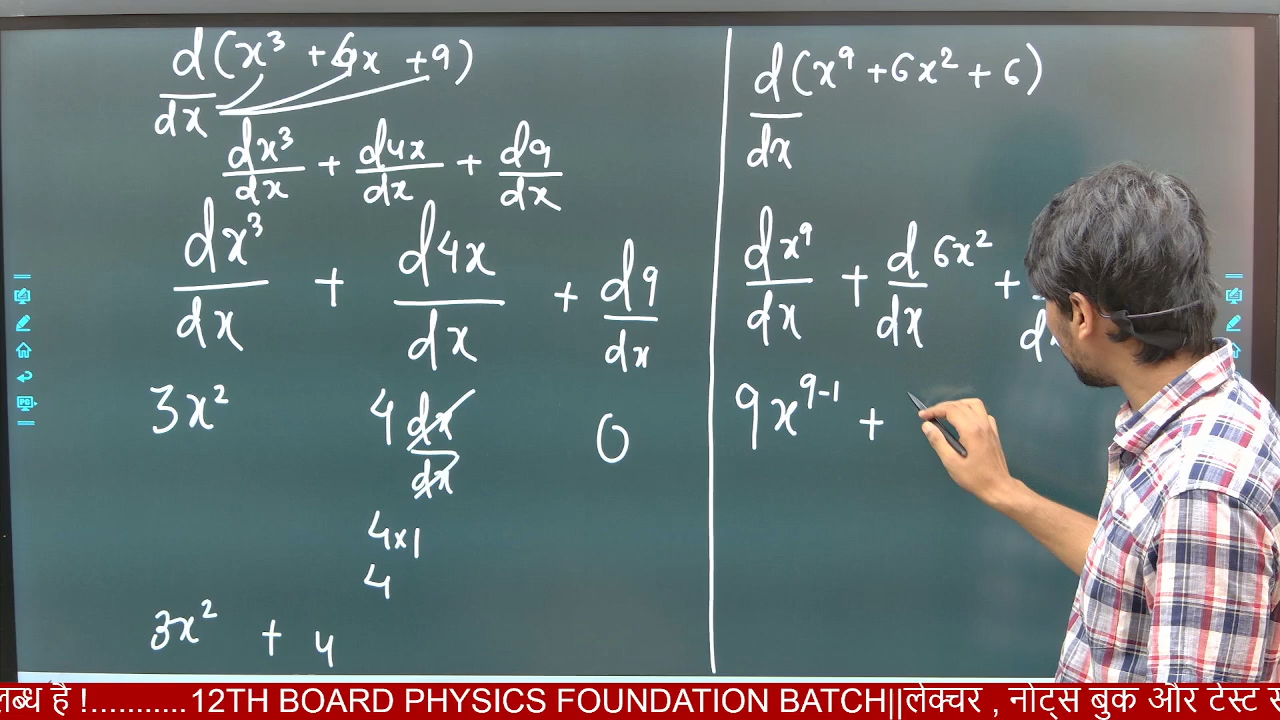 d/dx (x³ + 4x + 9)
dx³/dx + d4x/dx + d9/dx
dx³/dx + d4x/dx + d9/dx
3x² 4 dx/dx 0
4×1
4
3x² + 4
d/dx (x⁹ + 6x² + 6)
dx⁹/dx + d/dx 6x² +
9x⁹⁻¹ +
है !...........12TH BOARD PHYSICS FOUNDATION BATCH||लेक्चर , नोट्स बुक और टेस्ट